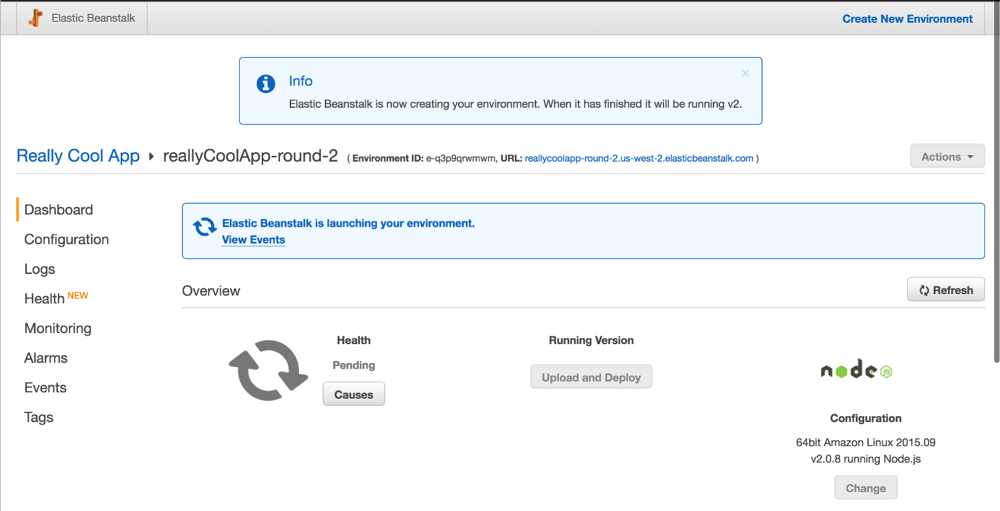 Elastic Beanstalk
Create New Environment
Info
Elastic Beanstalk is now creating your environment. When it has finished it will be running v2.
Really Cool App reallyCoolApp-round-2 ( Environment ID: e-q3p9qrwmwm, URL: reallycoolapp-round-2.us-west-2.elasticbeanstalk.com )
Actions
Dashboard
Configuration
Logs
Health NEW
Monitoring
Alarms
Events
Tags
Elastic Beanstalk is launching your environment.
View Events
Overview
Refresh
Health
Pending
Causes
Running Version
Upload and Deploy
node JS
Configuration
64bit Amazon Linux 2015.09
v2.0.8 running Node.js
Change